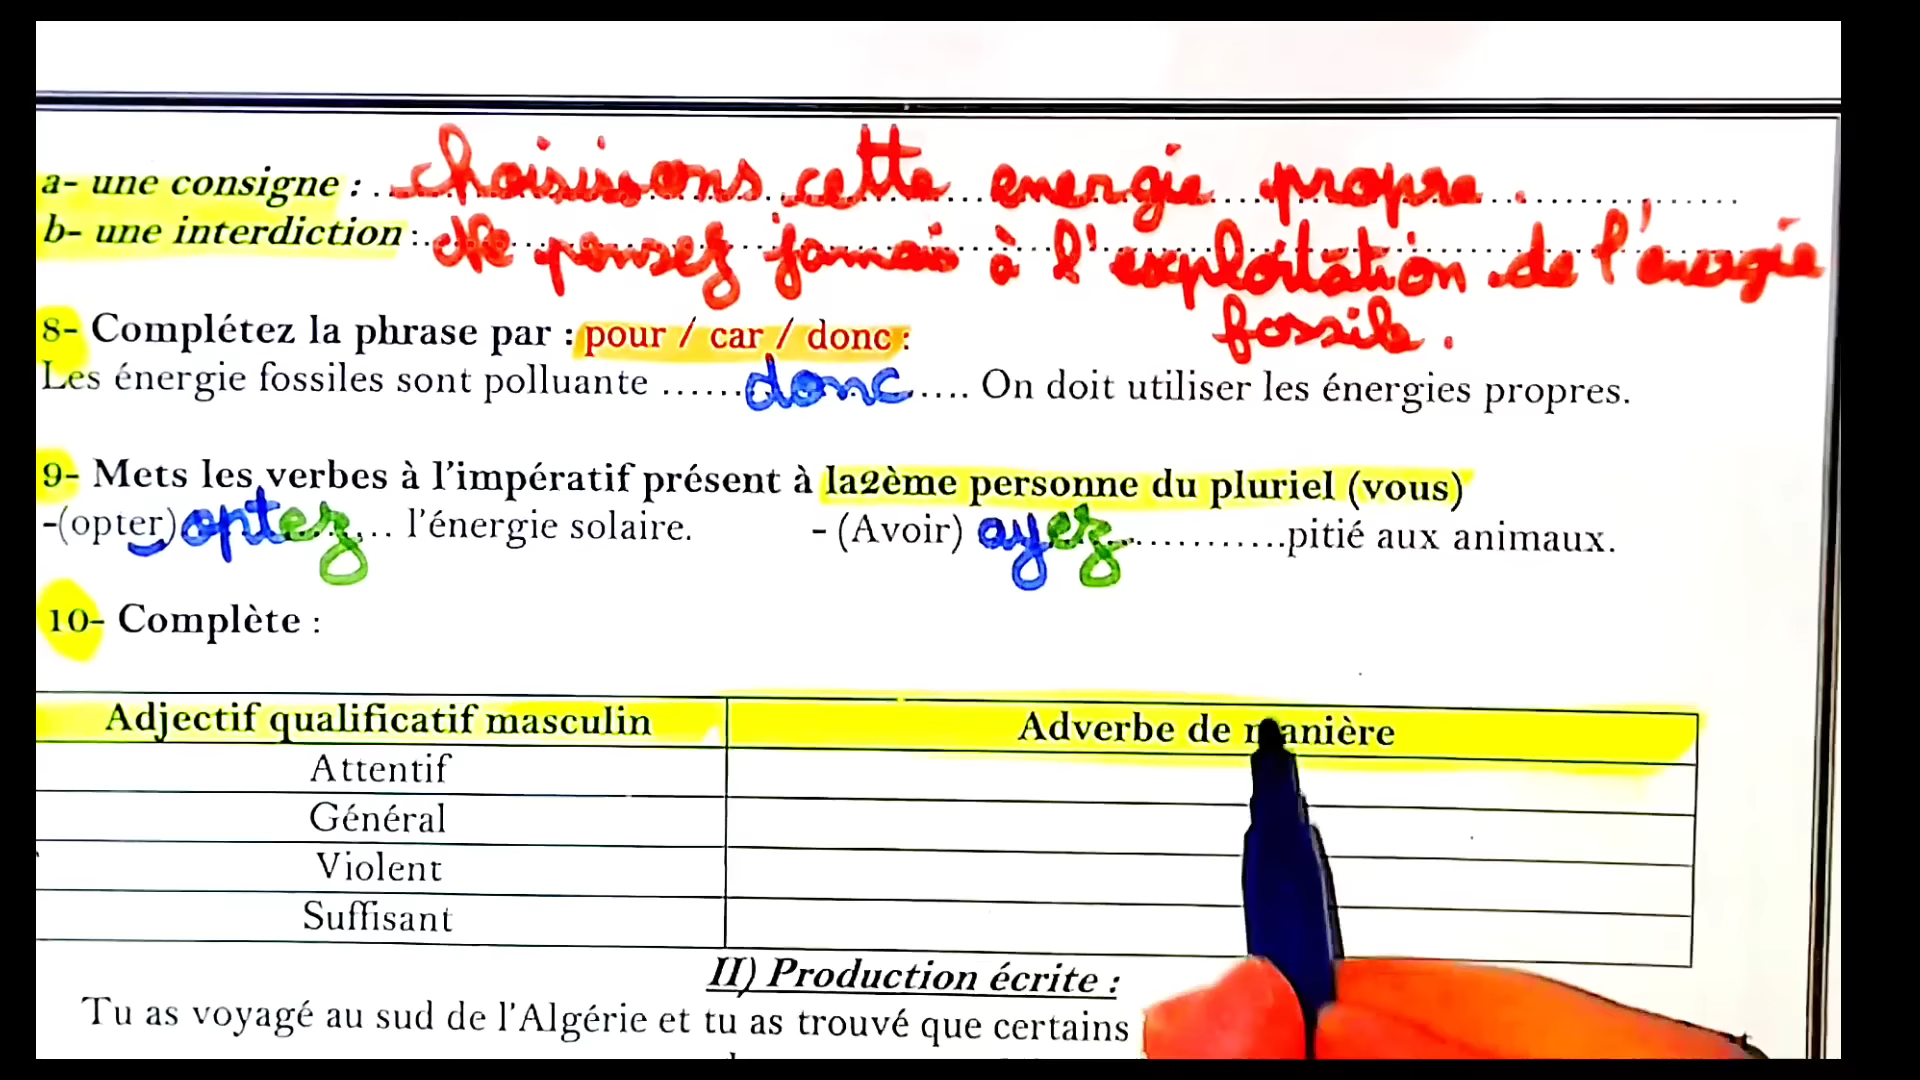 a- une consigne : choisissons cette energie propre.
b- une interdiction : Ne pensez jamais à l'exploitation de l'énergie
fossile.
8- Complétez la phrase par : pour / car / donc :
Les énergie fossiles sont polluante ......donc.... On doit utiliser les énergies propres.
9- Mets les verbes à l'impératif présent à la2ème personne du pluriel (vous)
-(opter) optez... l'énergie solaire. - (Avoir) ayez............pitié aux animaux.
10- Complète :
Adjectif qualificatif masculin Adverbe de manière
Attentif
Général
Violent
Suffisant
II) Production écrite :
Tu as voyagé au sud de l'Algérie et tu as trouvé que certains